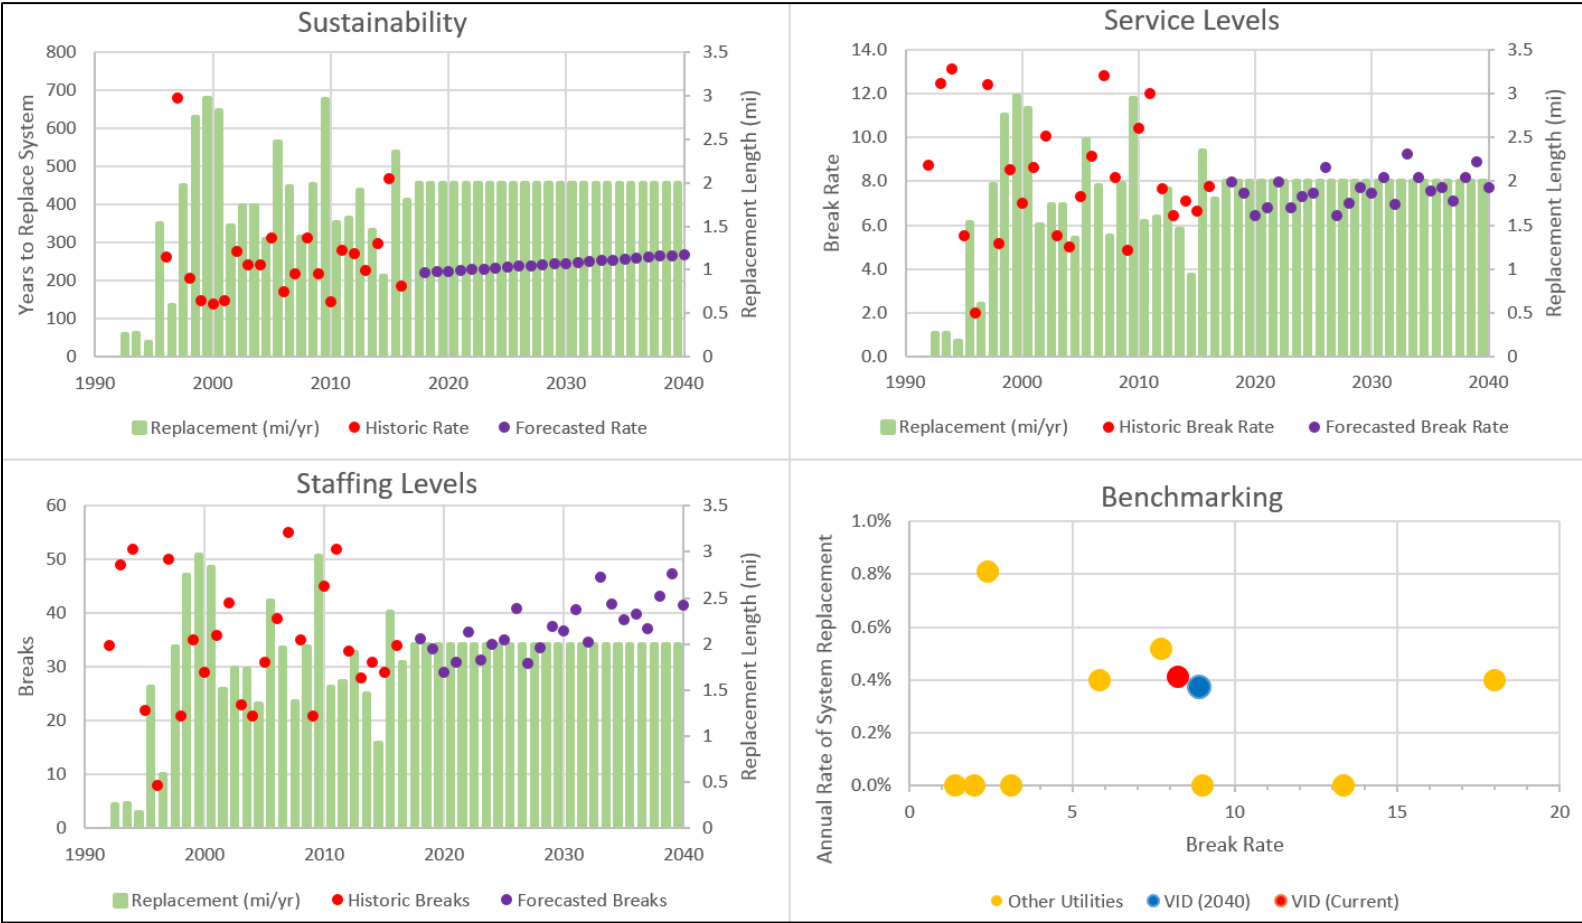 Sustainability
800
700
600
500
400
300
200
100
0
Years to Replace System
3.5
3
2.5
2
1.5
1
0.5
0
Replacement Length (mi)
1990 2000 2010 2020 2030 2040
Replacement (mi/yr) Historic Rate Forecasted Rate
Service Levels
14.0
12.0
10.0
8.0
6.0
4.0
2.0
0.0
Break Rate
3.5
3
2.5
2
1.5
1
0.5
0
Replacement Length (mi)
1990 2000 2010 2020 2030 2040
Replacement (mi/yr) Historic Break Rate Forecasted Break Rate
Staffing Levels
60
50
40
30
20
10
0
Breaks
3.5
3
2.5
2
1.5
1
0.5
0
Replacement Length (mi)
1990 2000 2010 2020 2030 2040
Replacement (mi/yr) Historic Breaks Forecasted Breaks
Benchmarking
1.0%
0.8%
0.6%
0.4%
0.2%
0.0%
Annual Rate of System Replacement
0 5 10 15 20
Break Rate
Other Utilities VID (2040) VID (Current)